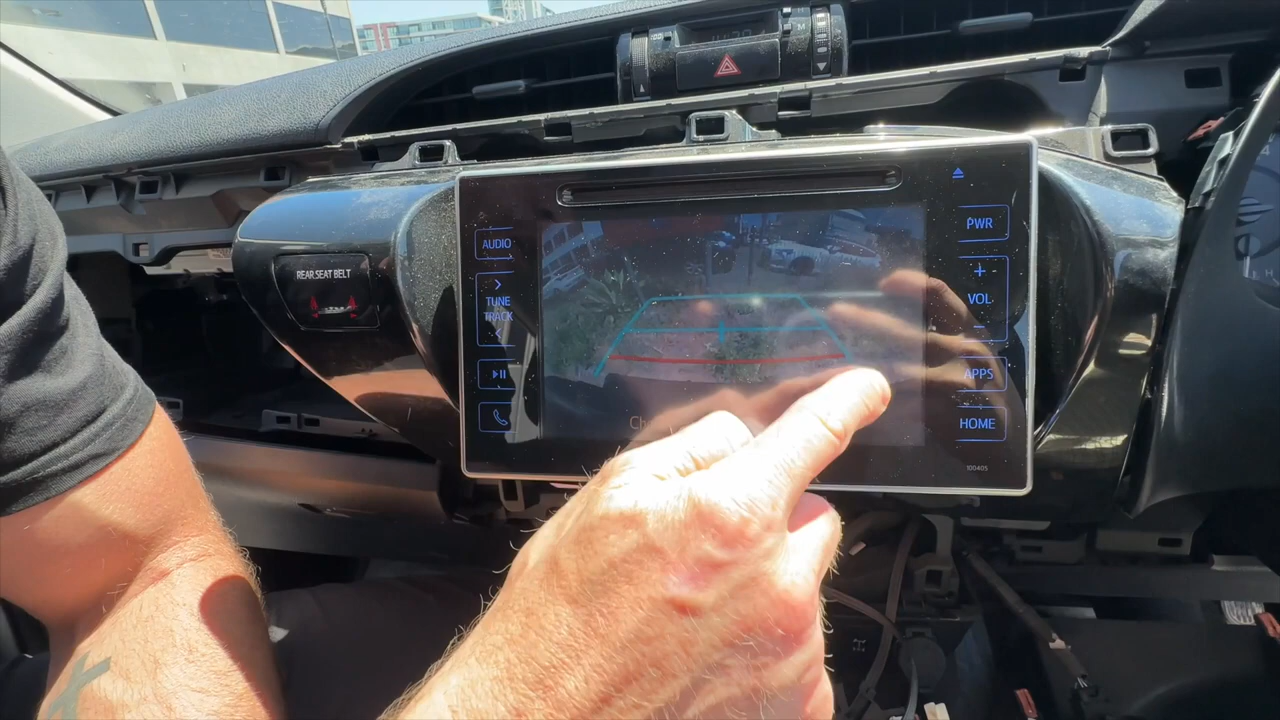 AUDIO
TUNE
TRACK
PWR
+
VOL
-
APPS
HOME
100405
REAR SEAT BELT